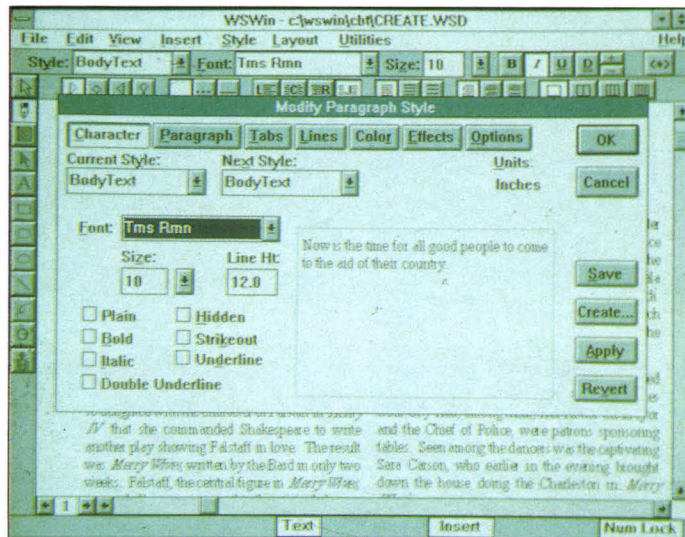 WSWin - c:\wswin\cbt\CREATE.WSD
File Edit View Insert Style Layout Utilities Help
Style: BodyText Font: Tms Rmn Size: 10 B I U D
Modify Paragraph Style
Character Paragraph Tabs Lines Color Effects Options OK
Current Style: Next Style: Units:
BodyText BodyText Inches Cancel
Font: Tms Rmn
Now is the time for all good people to come
to the aid of their country.
Size: Line Ht:
10 12.0
Save
Plain Hidden Create...
Bold Strikeout
Italic Underline Apply
Double Underline Revert
IV that she commanded Shakespeare to write
another play showing Falstaff in love. The result
was Merry Wives, written by the Bard in only two
weeks. Falstaff, the central figure in Merry Wives
and the Chief of Police, were patrons sponsoring
tables. Seen among the dancers was the captivating
Sara Carson, who earlier in the evening brought
down the house doing the Charleston in Merry
1
Text Insert Num Lock